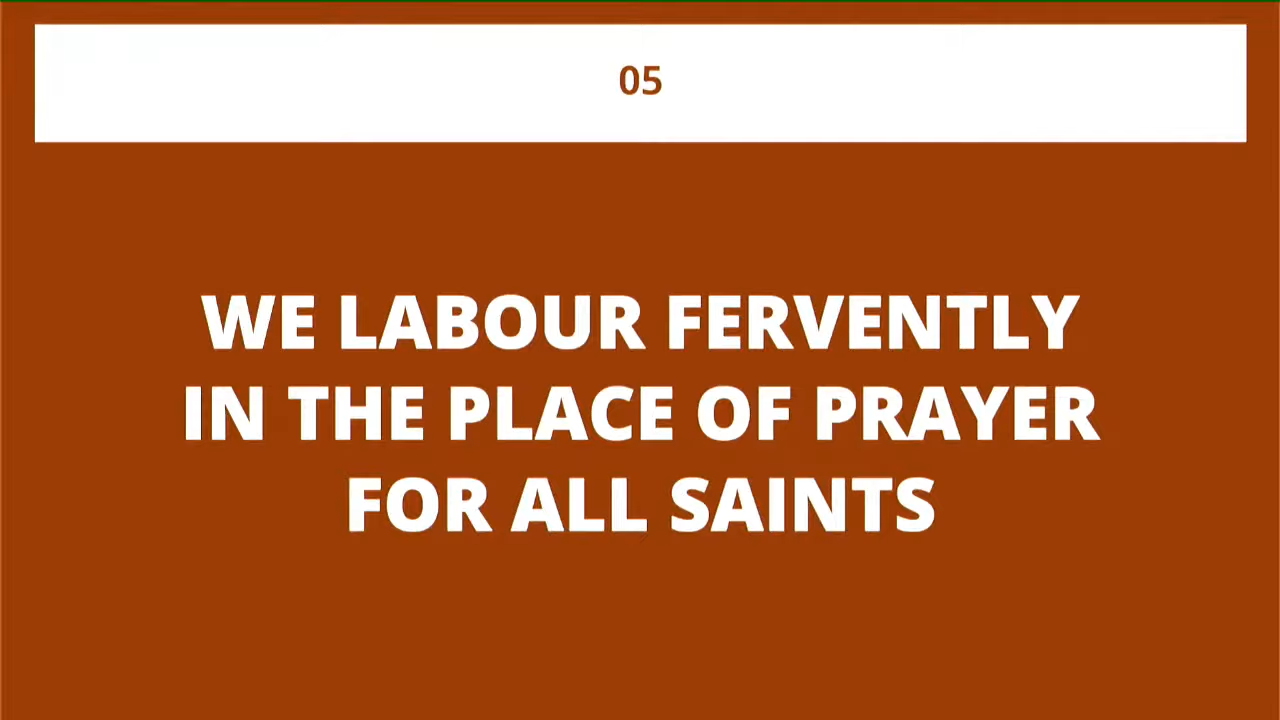 05
WE LABOUR FERVENTLY
IN THE PLACE OF PRAYER
FOR ALL SAINTS